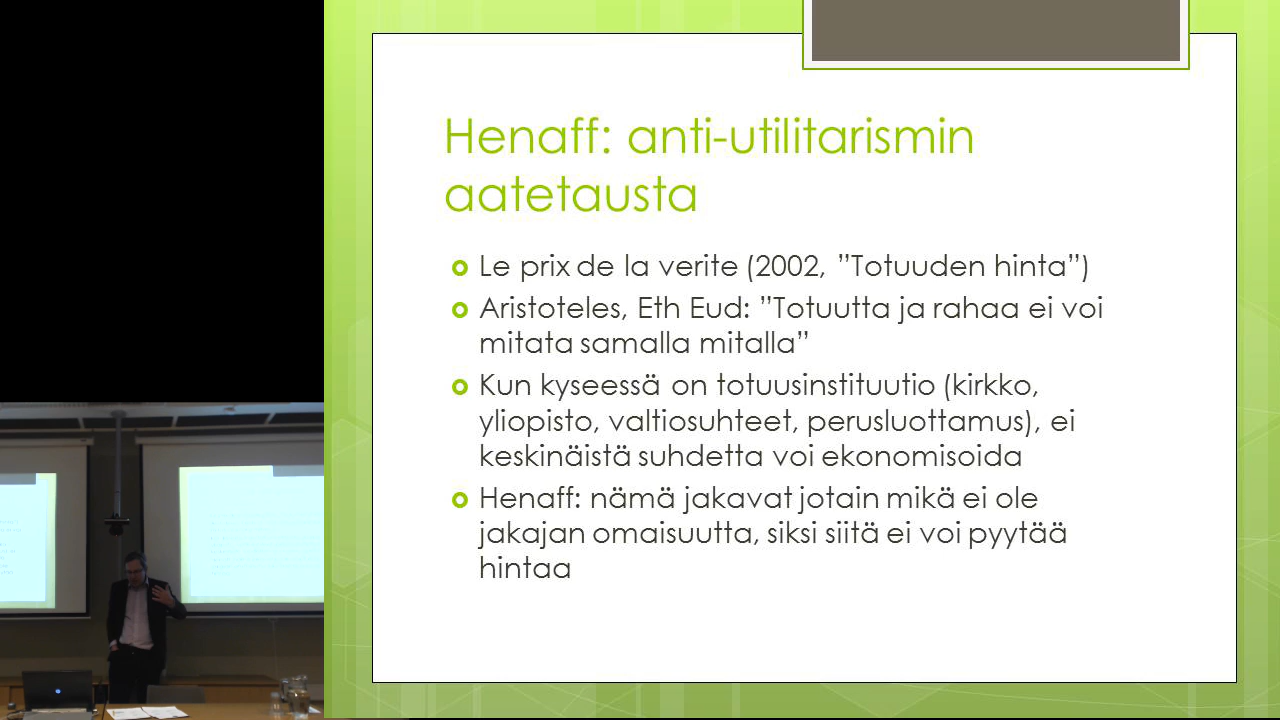 Henaff: anti-utilitarismin
aatetausta
Le prix de la verite (2002, ”Totuuden hinta”)
Aristoteles, Eth Eud: ”Totuutta ja rahaa ei voi
mitata samalla mitalla”
Kun kyseessä on totuusinstituutio (kirkko,
yliopisto, valtiosuhteet, perusluottamus), ei
keskinäistä suhdetta voi ekonomisoida
Henaff: nämä jakavat jotain mikä ei ole
jakajan omaisuutta, siksi siitä ei voi pyytää
hintaa